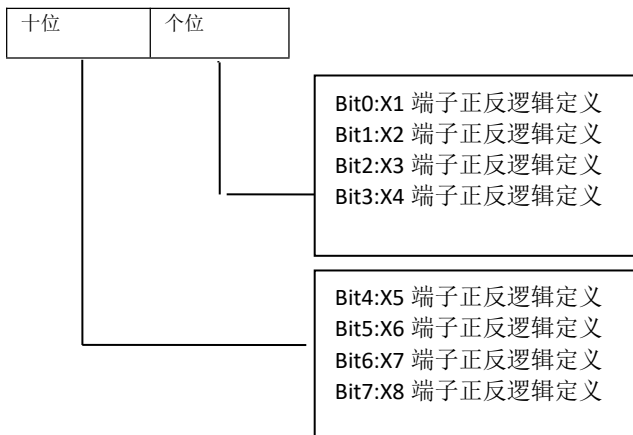 十位 个位
Bit0:X1 端子正反逻辑定义
Bit1:X2 端子正反逻辑定义
Bit2:X3 端子正反逻辑定义
Bit3:X4 端子正反逻辑定义
Bit4:X5 端子正反逻辑定义
Bit5:X6 端子正反逻辑定义
Bit6:X7 端子正反逻辑定义
Bit7:X8 端子正反逻辑定义